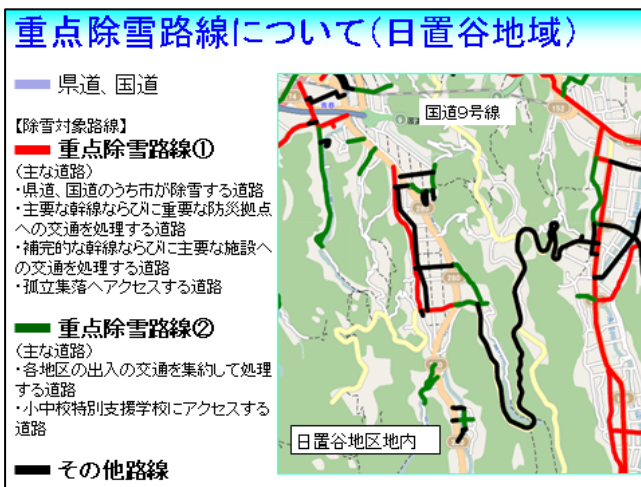 重点除雪路線について(日置谷地域)
県道、国道
【除雪対象路線】
重点除雪路線①
(主な道路)
・県道、国道のうち市が除雪する道路
・主要な幹線ならびに重要な防災拠点
への交通を処理する道路
・補完的な幹線ならびに主要な施設へ
の交通を処理する道路
・孤立集落へアクセスする道路
重点除雪路線②
(主な道路)
・各地区の出入の交通を集約して処理
する道路
・小中校特別支援学校にアクセスする
道路
その他路線
国道9号線
280
日置谷地区地内